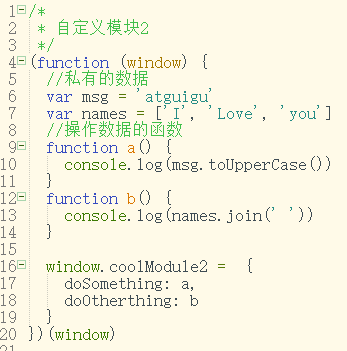 1 /*
2  * 自定义模块2
3  */
4 (function (window) {
5   //私有的数据
6   var msg = 'atguigu'
7   var names = ['I', 'Love', 'you']
8   //操作数据的函数
9   function a() {
10     console.log(msg.toUpperCase())
11   }
12   function b() {
13     console.log(names.join(' '))
14   }
15
16   window.coolModule2 =  {
17     doSomething: a,
18     doOtherthing: b
19   }
20 })(window)
21